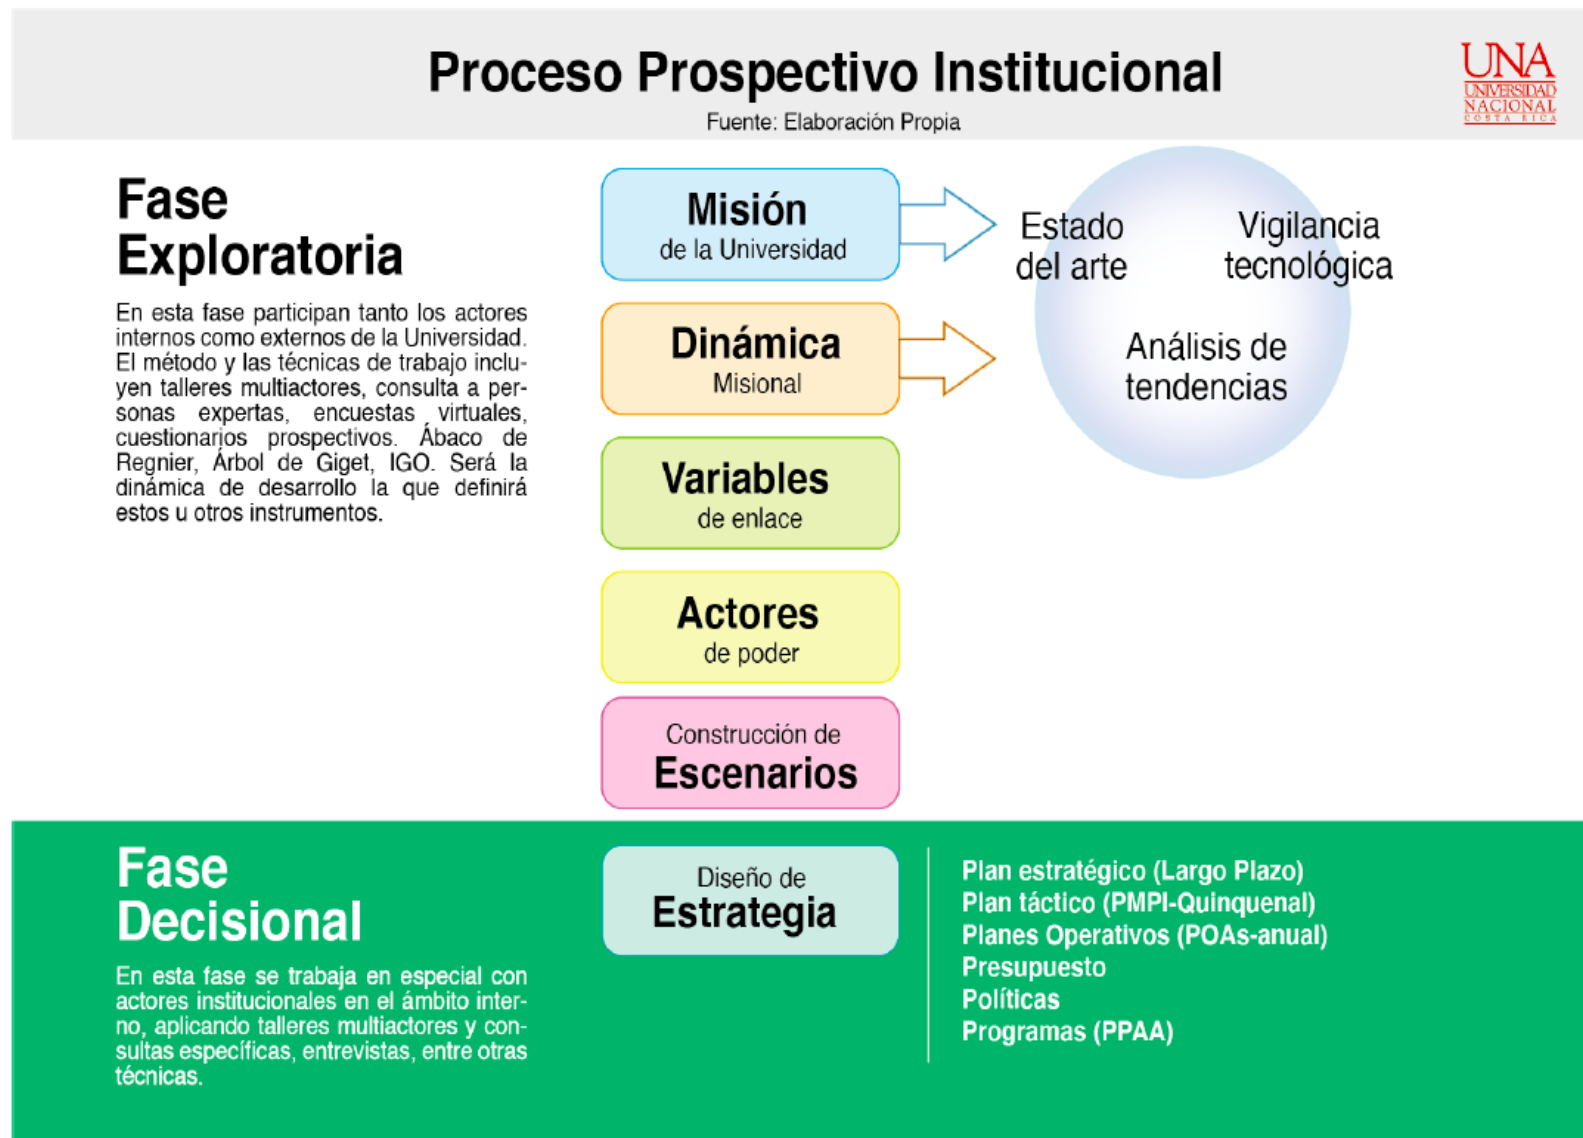 Proceso Prospectivo Institucional
Fuente: Elaboración Propia
UNA
UNIVERSIDAD
NACIONAL
COSTA RICA
Fase
Exploratoria
En esta fase participan tanto los actores
internos como externos de la Universidad.
El método y las técnicas de trabajo inclu-
yen talleres multiactores, consulta a per-
sonas expertas, encuestas virtuales,
cuestionarios prospectivos. Ábaco de
Regnier, Árbol de Giget, IGO. Será la
dinámica de desarrollo la que definirá
estos u otros instrumentos.
Misión
de la Universidad
Dinámica
Misional
Variables
de enlace
Actores
de poder
Construcción de
Escenarios
Estado
del arte
Vigilancia
tecnológica
Análisis de
tendencias
Fase
Decisional
En esta fase se trabaja en especial con
actores institucionales en el ámbito inter-
no, aplicando talleres multiactores y con-
sultas específicas, entrevistas, entre otras
técnicas.
Diseño de
Estrategia
Plan estratégico (Largo Plazo)
Plan táctico (PMPI-Quinquenal)
Planes Operativos (POAs-anual)
Presupuesto
Políticas
Programas (PPAA)